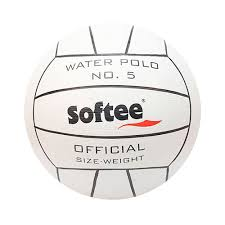 WATER POLO
NO. 5
Softee®
OFFICIAL
SIZE-WEIGHT